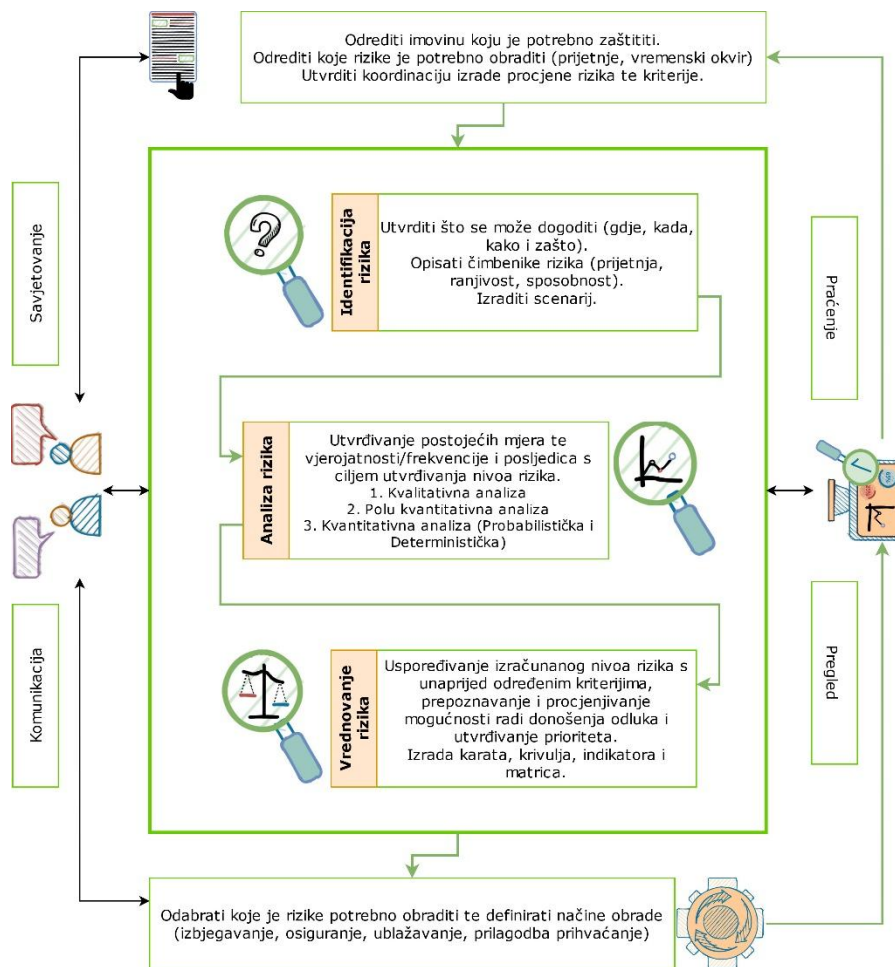 Odrediti imovinu koju je potrebno zaštititi.
Odrediti koje rizike je potrebno obraditi (prijetnje, vremenski okvir)
Utvrditi koordinaciju izrade procjene rizika te kriterije.
Savjetovanje
Identifikacija
rizika
Utvrditi što se može dogoditi (gdje, kada,
kako i zašto).
Opisati čimbenike rizika (prijetnja,
ranjivost, sposobnost).
Izraditi scenarij.
Praćenje
Analiza rizika
Utvrđivanje postojećih mjera te
vjerojatnosti/frekvencije i posljedica s
ciljem utvrđivanja nivoa rizika.
1. Kvalitativna analiza
2. Polu kvantitativna analiza
3. Kvantitativna analiza (Probabilistička i
Deterministička)
Komunikacija
Vrednovanje
rizika
Uspoređivanje izračunanog nivoa rizika s
unaprijed određenim kriterijima,
prepoznavanje i procjenjivanje
mogućnosti radi donošenja odluka i
utvrđivanje prioriteta.
Izrada karata, krivulja, indikatora i
matrica.
Pregled
Odabrati koje je rizike potrebno obraditi te definirati načine obrade
(izbjegavanje, osiguranje, ublažavanje, prilagodba prihvaćanje)